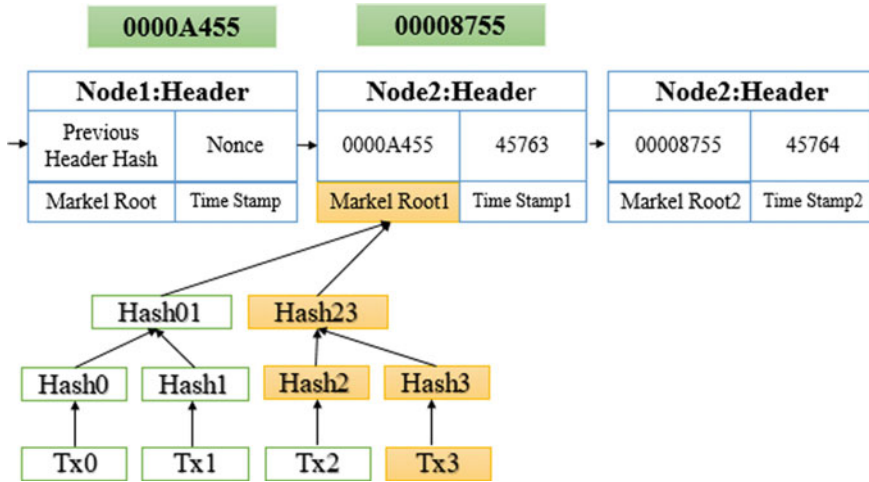 0000A455
00008755
Node1:Header
Node2:Header
Node2:Header
Previous
Header Hash
Nonce
0000A455
45763
00008755
45764
Markel Root
Time Stamp
Markel Root1
Time Stamp1
Markel Root2
Time Stamp2
Hash01
Hash23
Hash0
Hash1
Hash2
Hash3
Tx0
Tx1
Tx2
Tx3